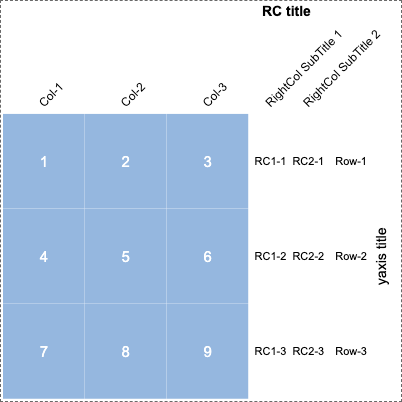 RC title
Col-1 Col-2 Col-3 RightCol SubTitle 1 RightCol SubTitle 2
1 2 3 RC1-1 RC2-1 Row-1
4 5 6 RC1-2 RC2-2 Row-2
yaxis title
7 8 9 RC1-3 RC2-3 Row-3